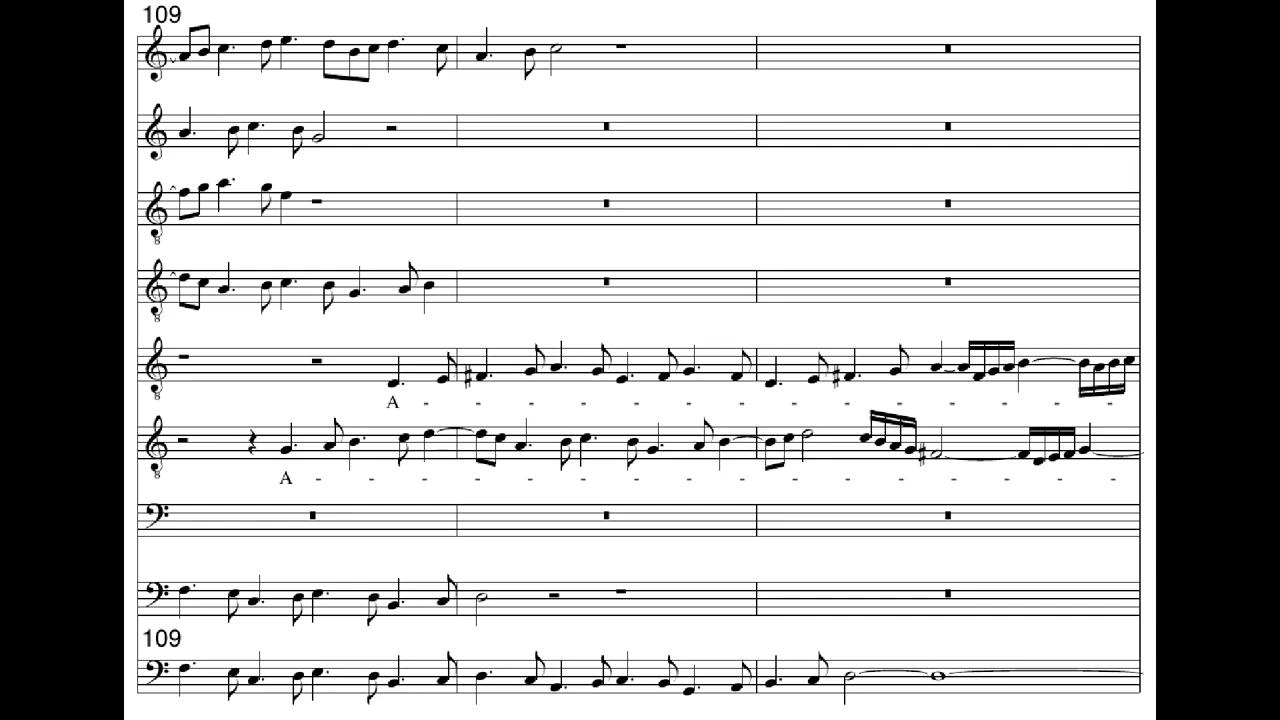 109
A - - - - - - - - - - - - - -
A - - - - - - - - - - - - - - - -
109